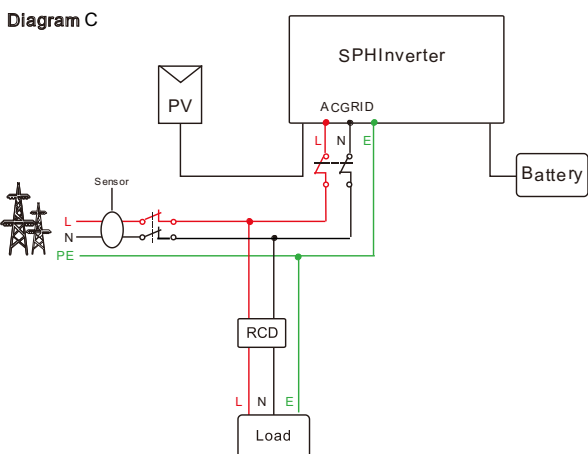 Diagram C
SPHInverter
PV
ACGRID
L N E
Battery
Sensor
L
N
PE
RCD
L N E
Load